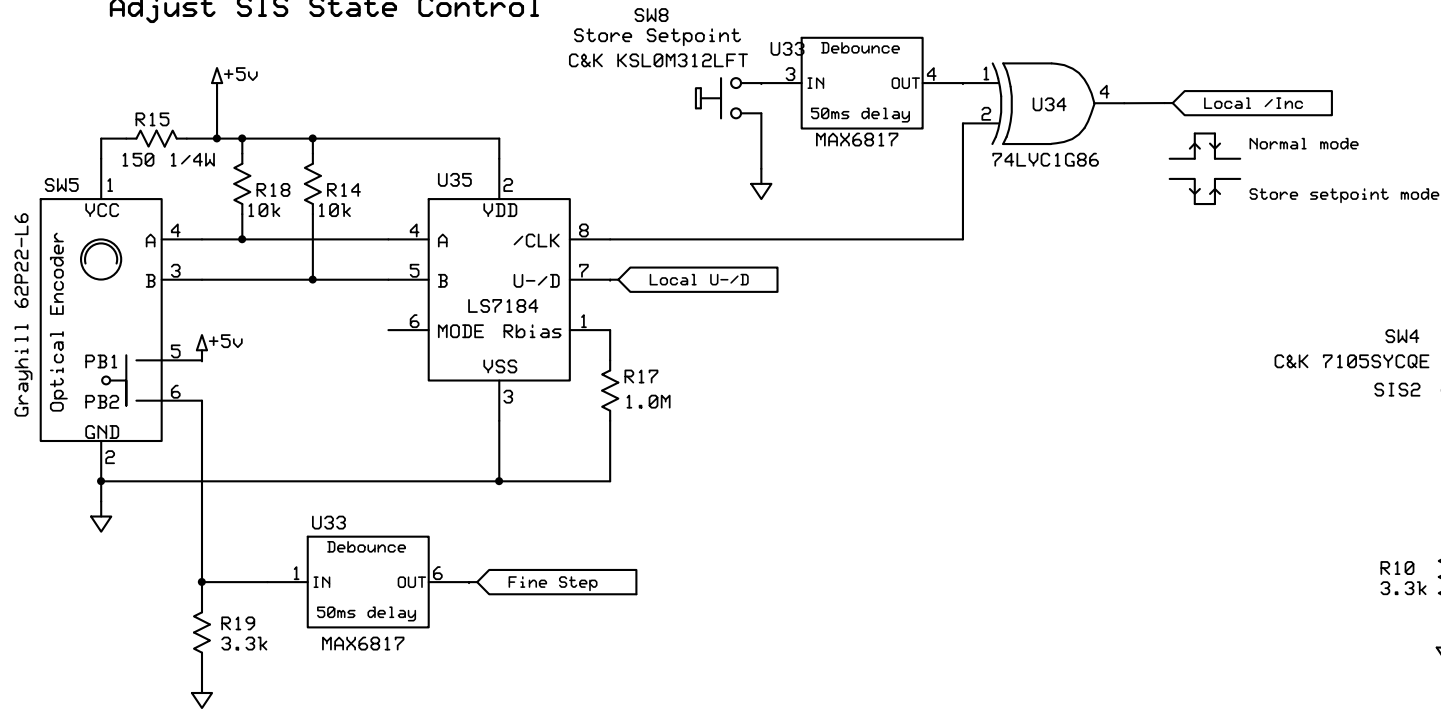 Adjust SIS State Control
SW8
Store Setpoint
C&K KSL0M312LFT
U33
Debounce
3
IN
OUT
4
50ms delay
MAX6817
1
2
U34
4
74LVC1G86
Local /Inc
Normal mode
Store setpoint mode
+5v
R15
150 1/4W
R18
10k
R14
10k
SW5
1
VCC
Grayhill 62P22-L6
Optical Encoder
A
4
B
3
PB1
5
+5v
PB2
6
GND
2
U35
2
VDD
4
A
/CLK
8
5
B
U-/D
7
Local U-/D
LS7184
6
MODE
Rbias
1
VSS
3
R17
1.0M
SW4
C&K 7105SYCQE
SIS2
U33
Debounce
1
IN
OUT
6
50ms delay
MAX6817
Fine Step
R19
3.3k
R10
3.3k